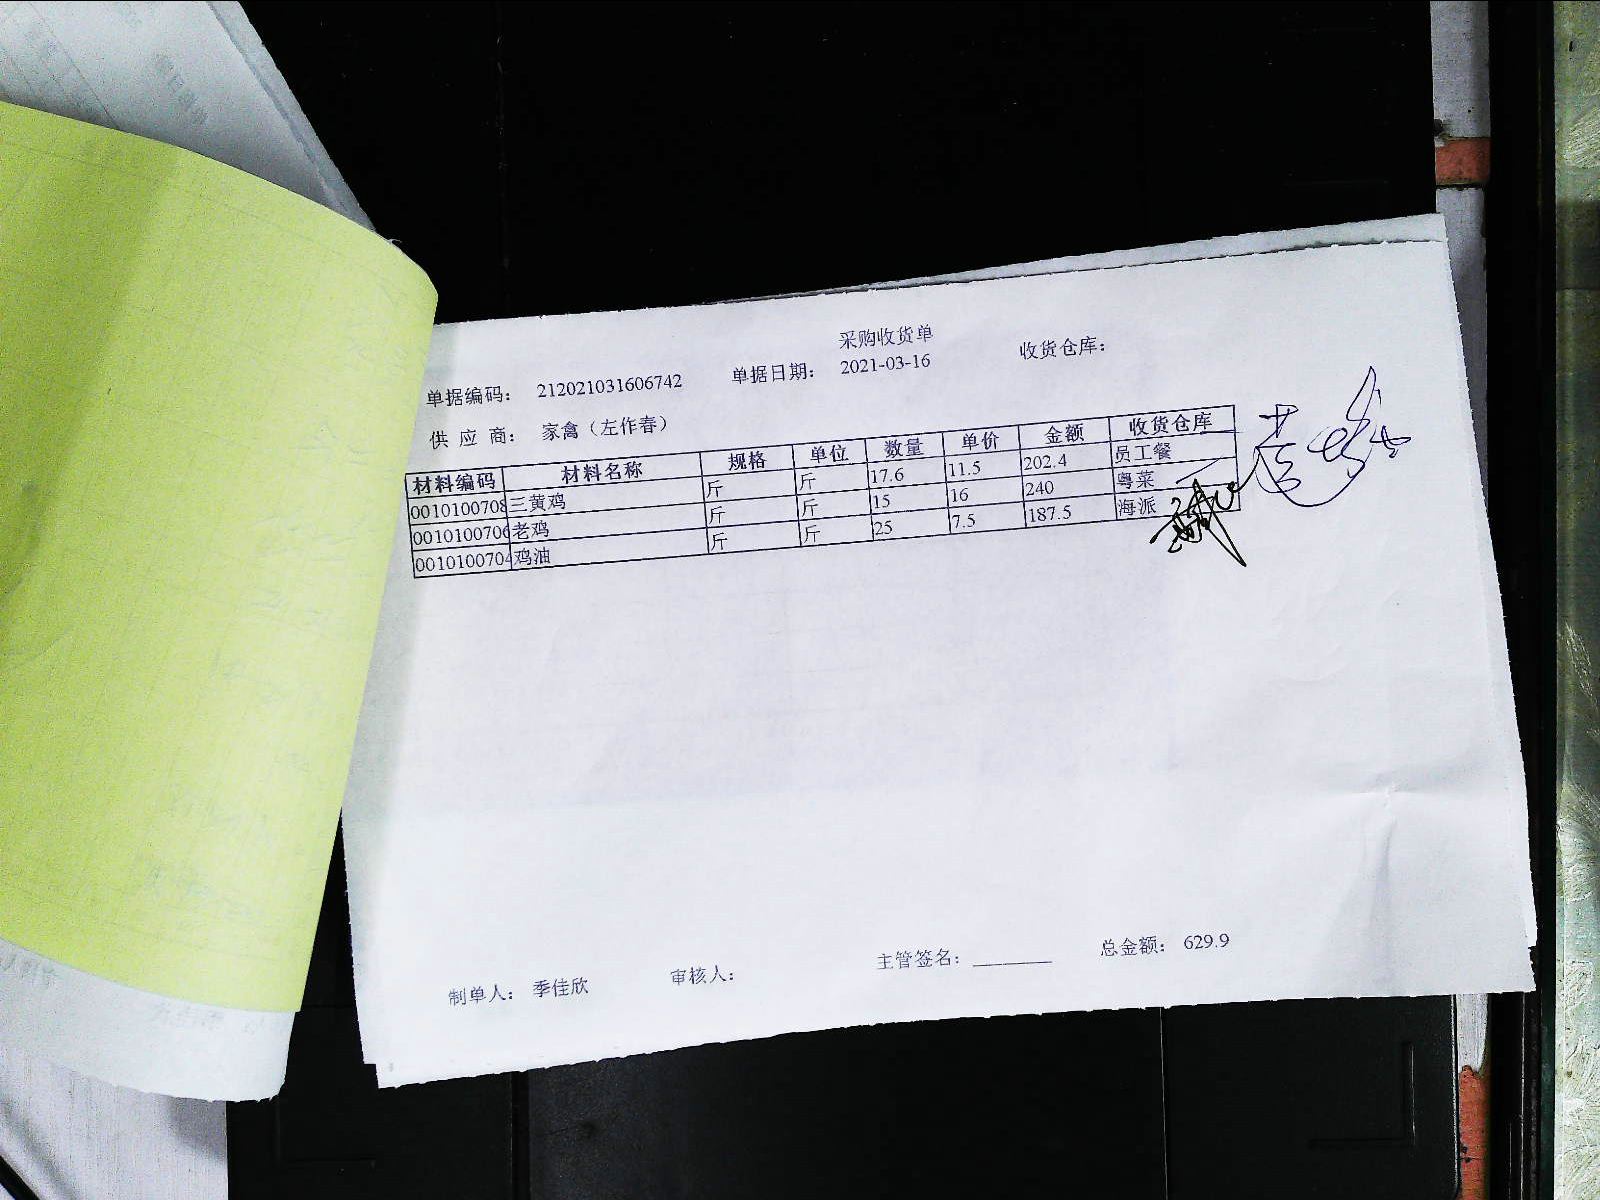 采购收货单
单据编码： 212021031606742 单据日期： 2021-03-16 收货仓库：
供 应 商： 家禽（左作春）
材料编码 材料名称 规格 单位 数量 单价 金额 收货仓库
0010100708 三黄鸡 斤 斤 17.6 11.5 202.4 员工餐
0010100706 老鸡 斤 斤 15 16 240 粤菜
0010100704 鸡油 斤 斤 25 7.5 187.5 海派
制单人： 季佳欣 审核人： 主管签名：________ 总金额： 629.9